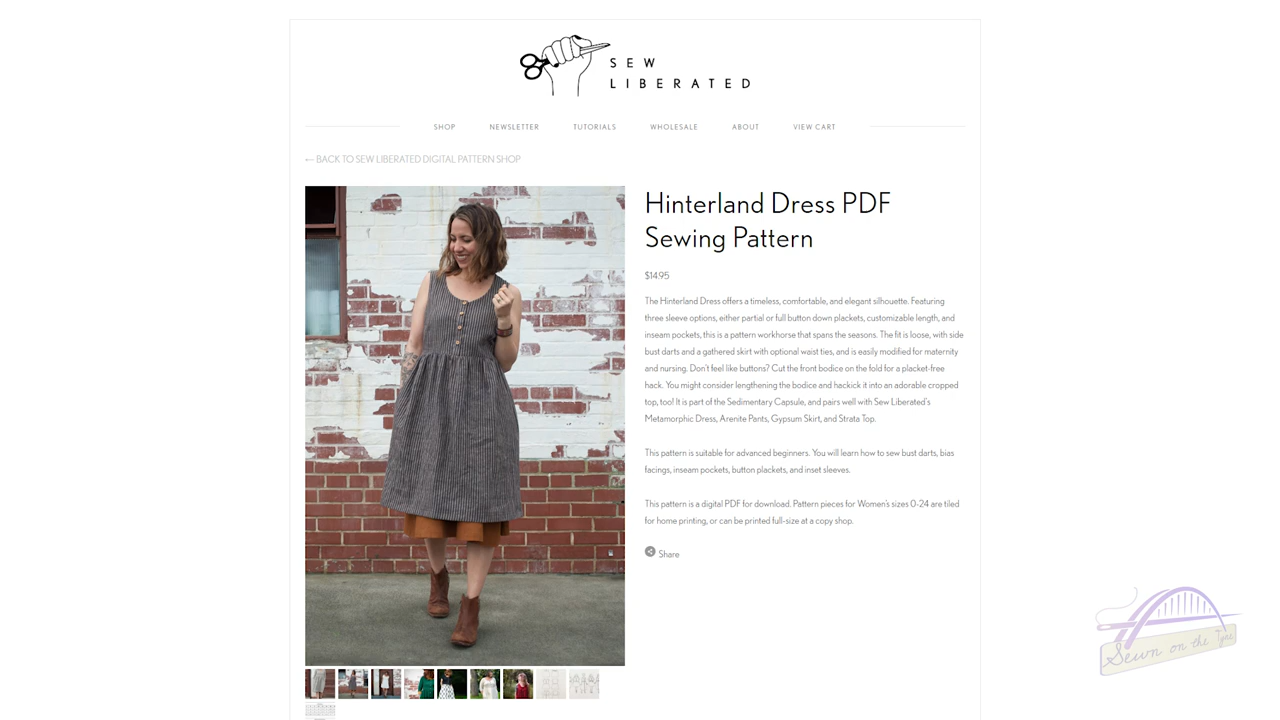 SEW
LIBERATED
SHOP NEWSLETTER TUTORIALS WHOLESALE ABOUT VIEW CART
← BACK TO SEW LIBERATED DIGITAL PATTERN SHOP
Hinterland Dress PDF
Sewing Pattern
$14.95
The Hinterland Dress offers a timeless, comfortable, and elegant silhouette. Featuring
three sleeve options, either partial or full button down plackets, customizable length, and
inseam pockets, this is a pattern workhorse that spans the seasons. The fit is loose, with side
bust darts and a gathered skirt with optional waist ties, and is easily modified for maternity
and nursing. Don't feel like buttons? Cut the front bodice on the fold for a placket-free
hack. You might consider lengthening the bodice and hackick it into an adorable cropped
top, too! It is part of the Sedimentary Capsule, and pairs well with Sew Liberated's
Metamorphic Dress, Arenite Pants, Gypsum Skirt, and Strata Top.
This pattern is suitable for advanced beginners. You will learn how to sew bust darts, bias
facings, inseam pockets, button plackets, and inset sleeves.
This pattern is a digital PDF for download. Pattern pieces for Women's sizes 0-24 are tiled
for home printing, or can be printed full-size at a copy shop.
Share
Sewn on the Tyne